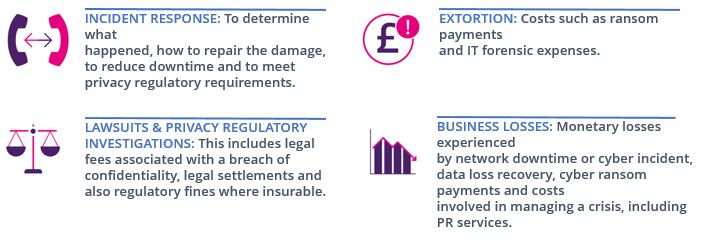 INCIDENT RESPONSE: To determine
what
happened, how to repair the damage,
to reduce downtime and to meet
privacy regulatory requirements.
£
!
EXTORTION: Costs such as ransom
payments
and IT forensic expenses.
LAWSUITS & PRIVACY REGULATORY
INVESTIGATIONS: This includes legal
fees associated with a breach of
confidentiality, legal settlements and
also regulatory fines where insurable.
BUSINESS LOSSES: Monetary losses
experienced
by network downtime or cyber incident,
data loss recovery, cyber ransom
payments and costs
involved in managing a crisis, including
PR services.